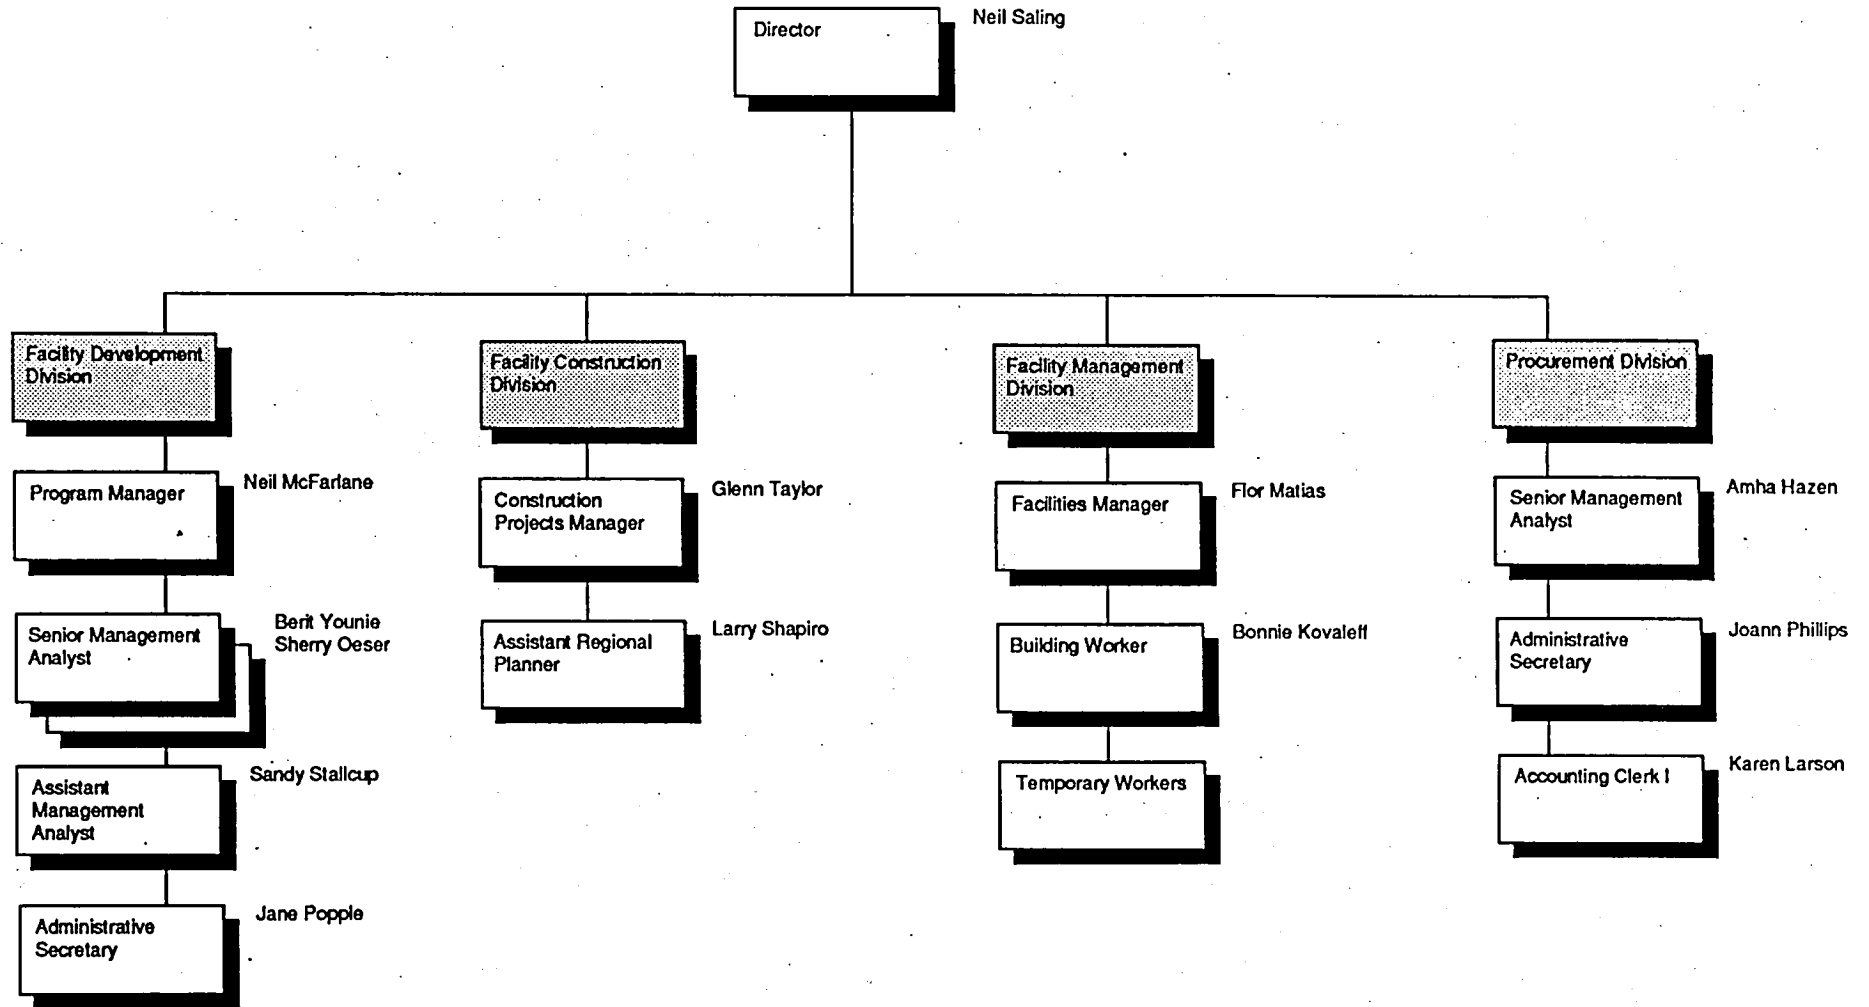 Director
Neil Saling
Facility Development
Division
Program Manager
Neil McFarlane
Senior Management
Analyst
Berit Younie
Sherry Oeser
Assistant
Management
Analyst
Sandy Stallcup
Administrative
Secretary
Jane Popple
Facility Construction
Division
Construction
Projects Manager
Glenn Taylor
Assistant Regional
Planner
Larry Shapiro
Facility Management
Division
Facilities Manager
Flor Matias
Building Worker
Bonnie Kovaleff
Temporary Workers
Procurement Division
Senior Management
Analyst
Amha Hazen
Administrative
Secretary
Joann Phillips
Accounting Clerk I
Karen Larson